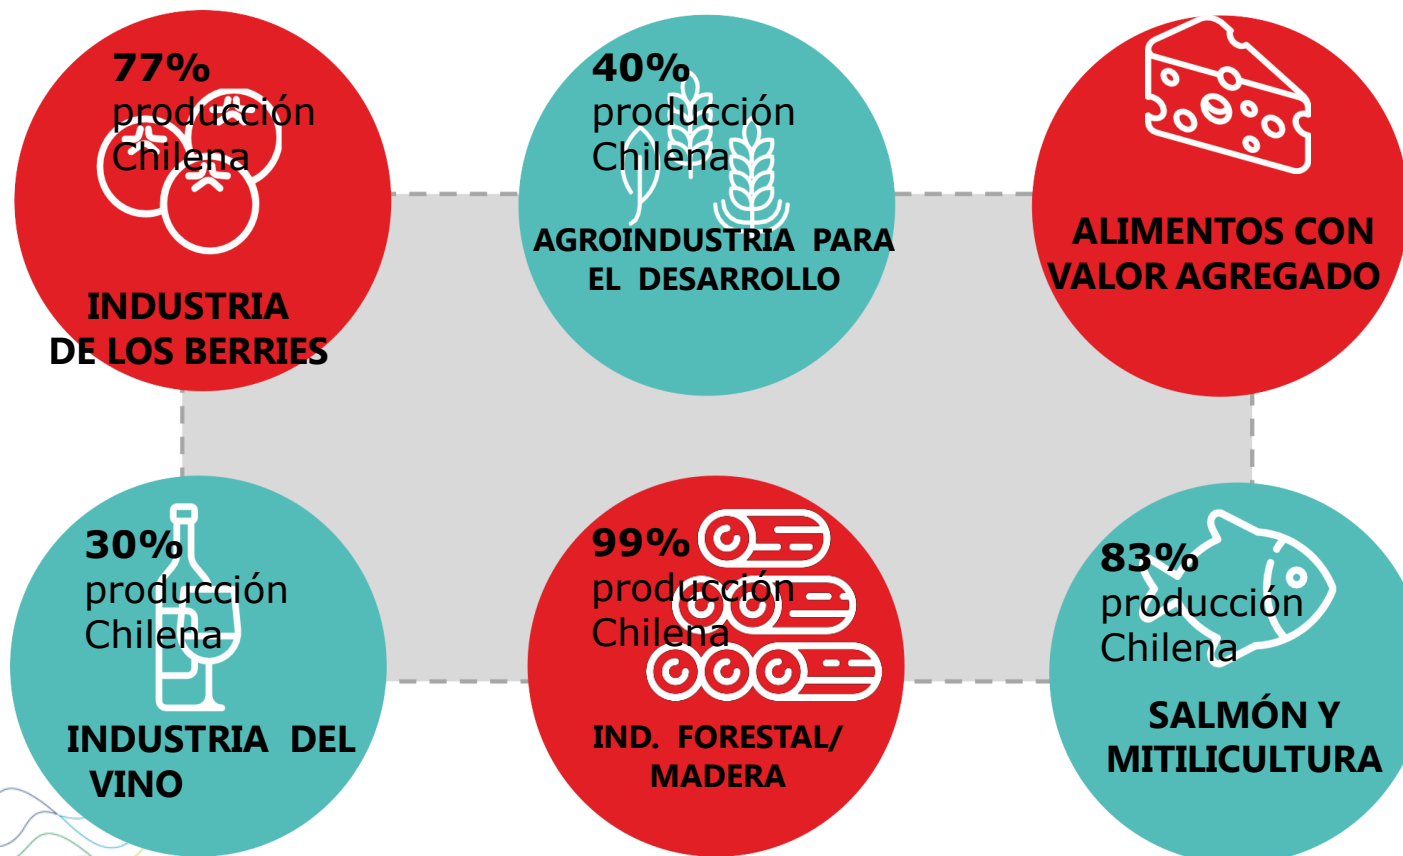 77%
producción
Chilena
INDUSTRIA
DE LOS BERRIES
40%
producción
Chilena
AGROINDUSTRIA PARA
EL DESARROLLO
ALIMENTOS CON
VALOR AGREGADO
30%
producción
Chilena
INDUSTRIA DEL
VINO
99%
producción
Chilena
IND. FORESTAL/
MADERA
83%
producción
Chilena
SALMÓN Y
MITILICULTURA